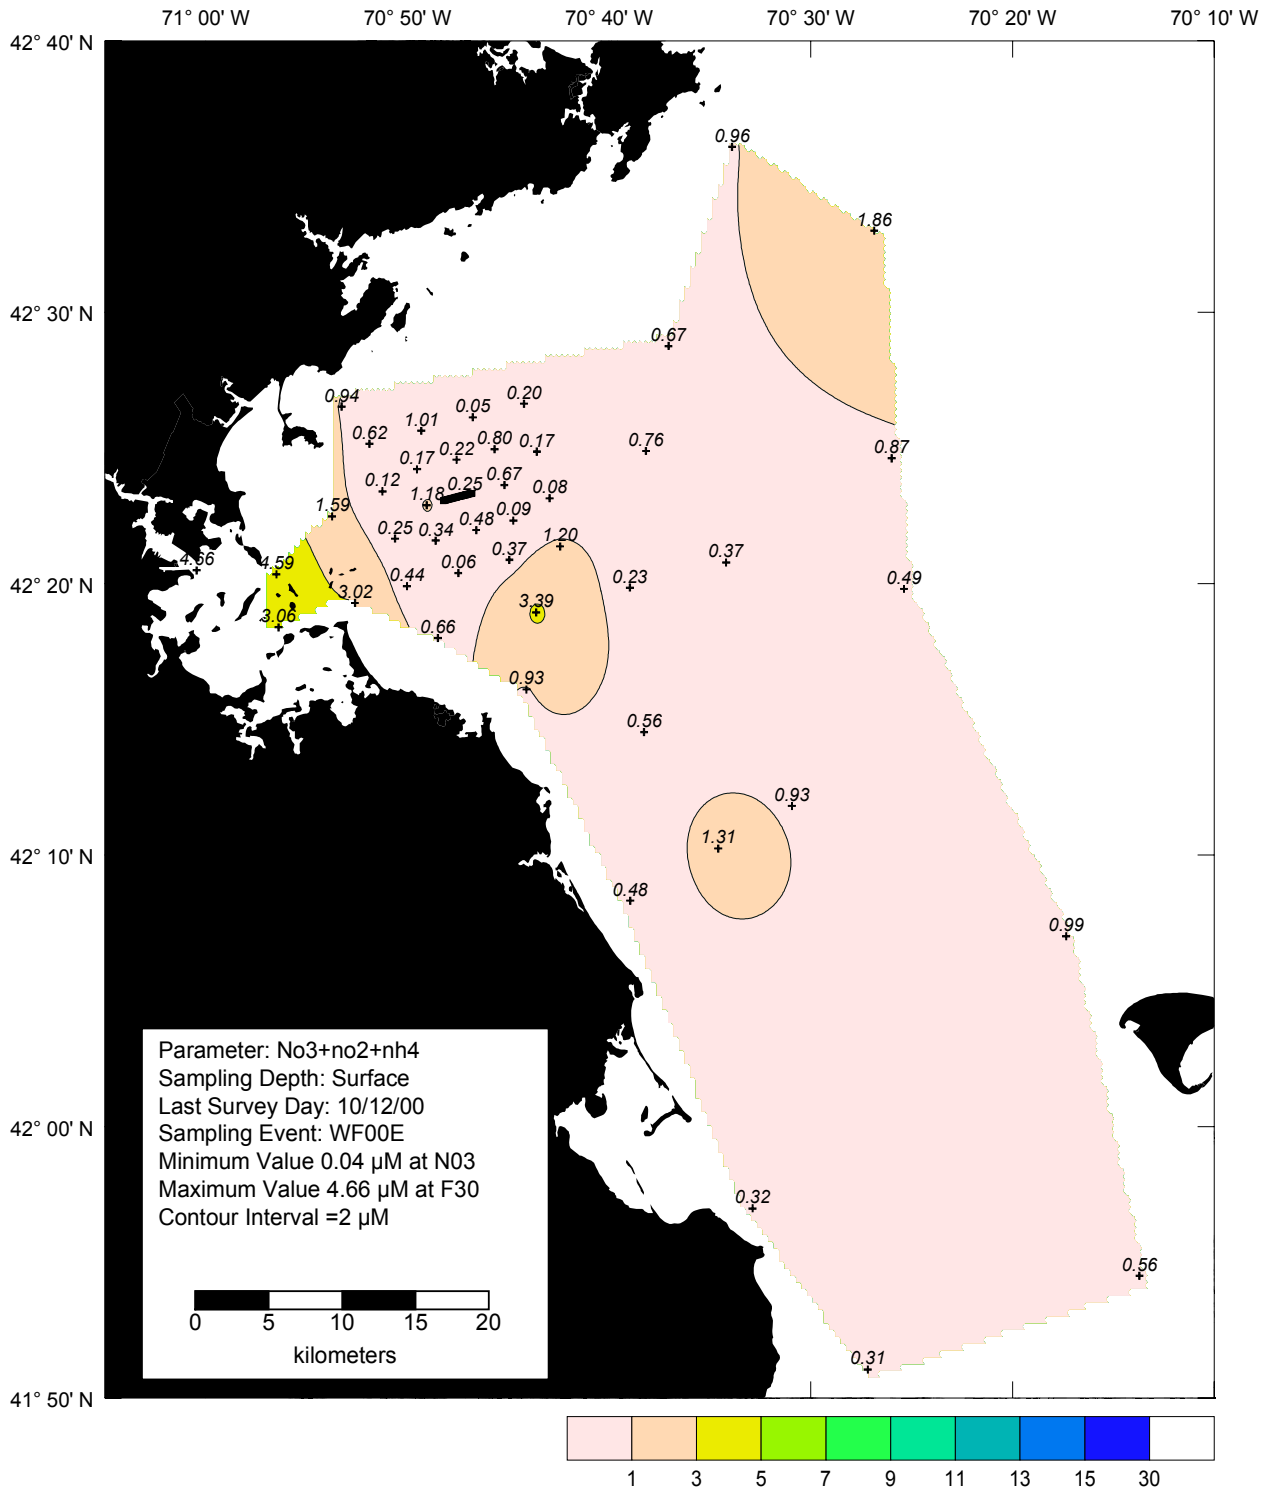 71° 00' W 70° 50' W 70° 40' W 70° 30' W 70° 20' W 70° 10' W
42° 40' N
0.96
1.86
42° 30' N
0.67
0.94 0.05 0.20
1.01
0.62 0.80 0.17 0.76
0.22
0.17 0.87
0.12 0.25 0.67
1.18 0.08
1.59 0.09
0.25 0.34 0.48 1.20
4.66 4.59 0.06 0.37 0.37
42° 20' N
0.44 0.23 0.49
3.02 3.39
3.06 0.66
0.93
0.56
0.93
1.31
42° 10' N
0.48
0.99
Parameter: No3+no2+nh4
Sampling Depth: Surface
Last Survey Day: 10/12/00
Sampling Event: WF00E
Minimum Value 0.04 µM at N03
Maximum Value 4.66 µM at F30
Contour Interval =2 µM
0 5 10 15 20
kilometers
42° 00' N
0.32
0.56
0.31
41° 50' N
1 3 5 7 9 11 13 15 30